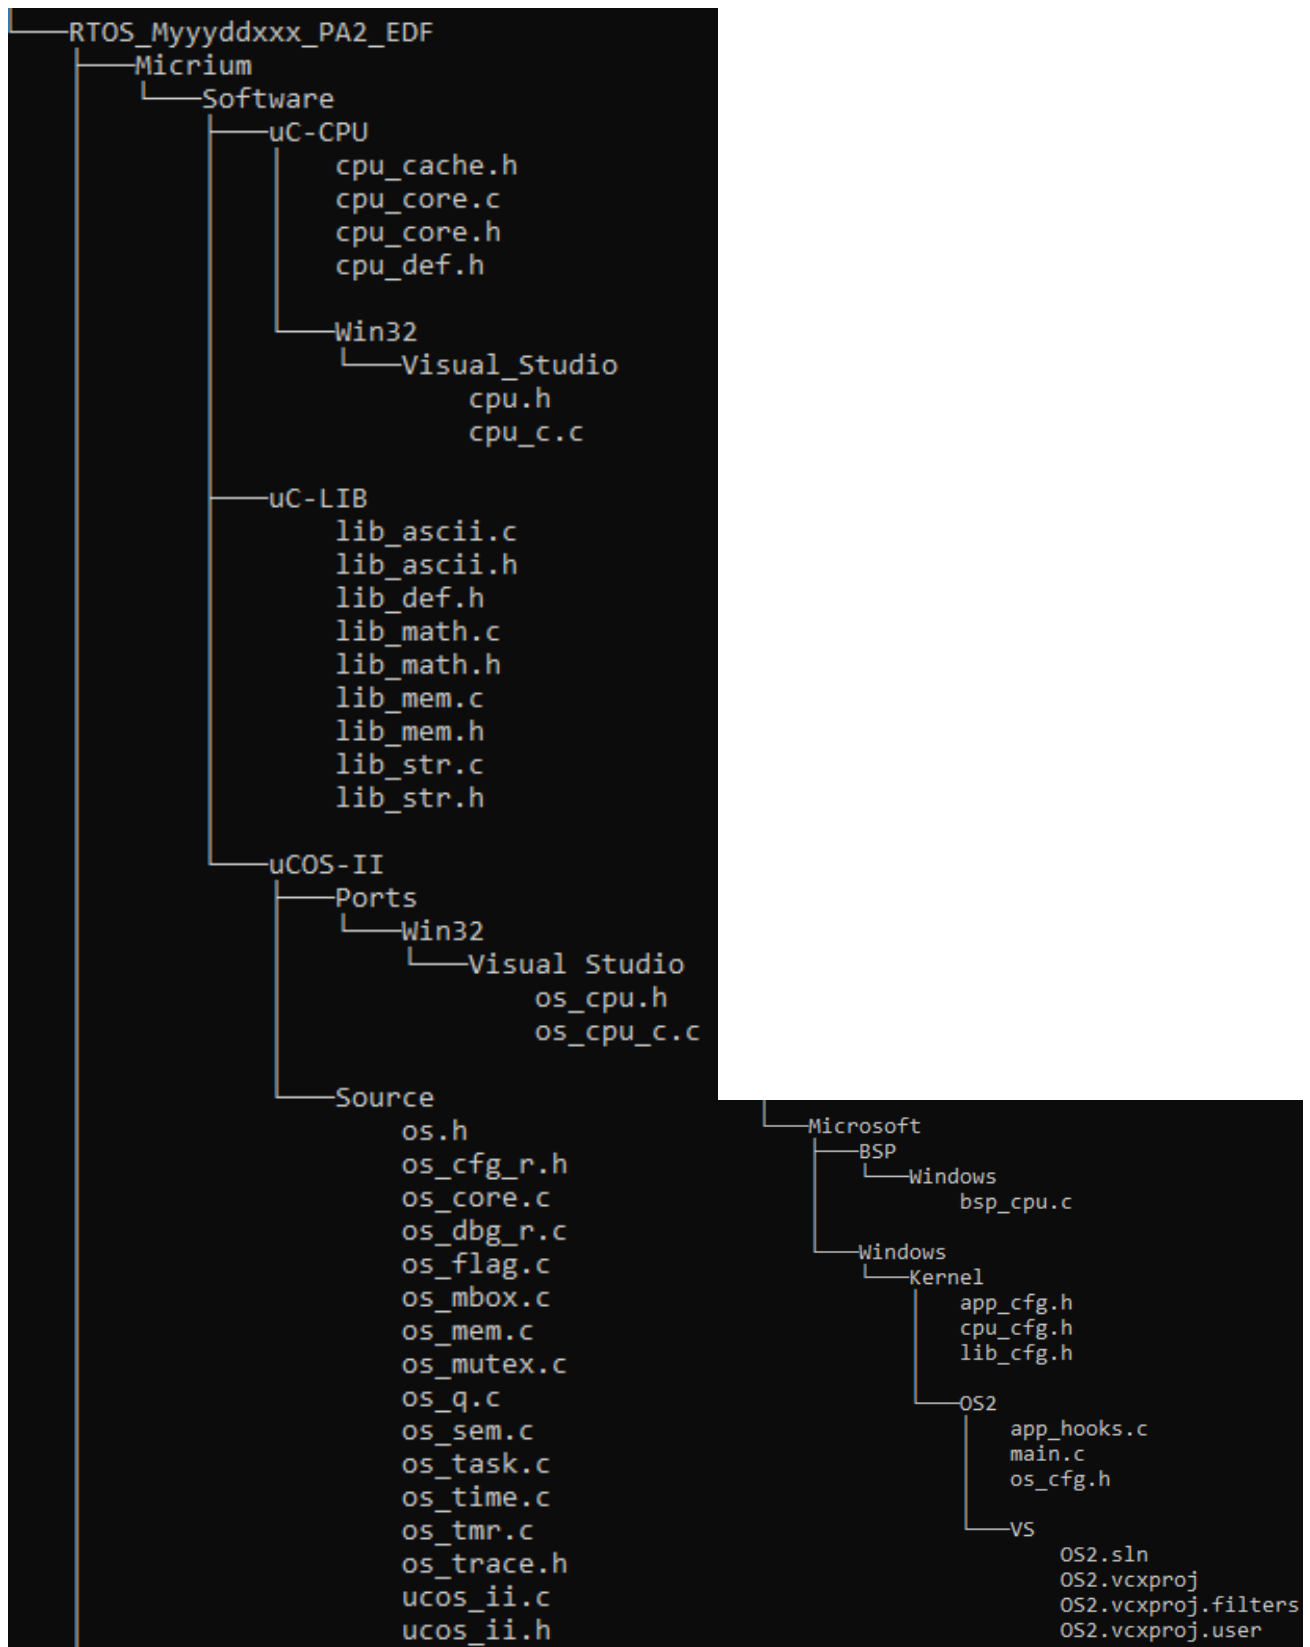 RTOS_Myyyddxxx_PA2_EDF
Micrium
Software
uC-CPU
cpu_cache.h
cpu_core.c
cpu_core.h
cpu_def.h
Win32
Visual_Studio
cpu.h
cpu_c.c
uC-LIB
lib_ascii.c
lib_ascii.h
lib_def.h
lib_math.c
lib_math.h
lib_mem.c
lib_mem.h
lib_str.c
lib_str.h
uCOS-II
Ports
Win32
Visual Studio
os_cpu.h
os_cpu_c.c
Source
os.h
os_cfg_r.h
os_core.c
os_dbg_r.c
os_flag.c
os_mbox.c
os_mem.c
os_mutex.c
os_q.c
os_sem.c
os_task.c
os_time.c
os_tmr.c
os_trace.h
ucos_ii.c
ucos_ii.h
Microsoft
BSP
Windows
bsp_cpu.c
Windows
Kernel
app_cfg.h
cpu_cfg.h
lib_cfg.h
OS2
app_hooks.c
main.c
os_cfg.h
VS
OS2.sln
OS2.vcxproj
OS2.vcxproj.filters
OS2.vcxproj.user